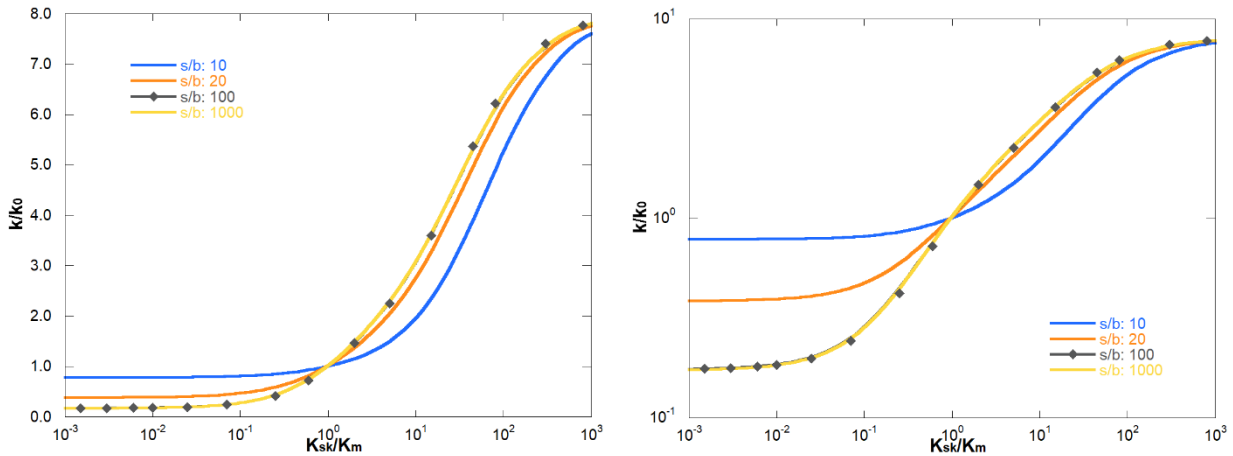 8.0
7.0
6.0
5.0
4.0
3.0
2.0
1.0
0.0
k/k₀
s/b: 10
s/b: 20
s/b: 100
s/b: 1000
10⁻³ 10⁻² 10⁻¹ 10⁰ 10¹ 10² 10³
Kₛₖ/Kₘ
10¹
10⁰
10⁻¹
k/k₀
s/b: 10
s/b: 20
s/b: 100
s/b: 1000
10⁻³ 10⁻² 10⁻¹ 10⁰ 10¹ 10² 10³
Kₛₖ/Kₘ